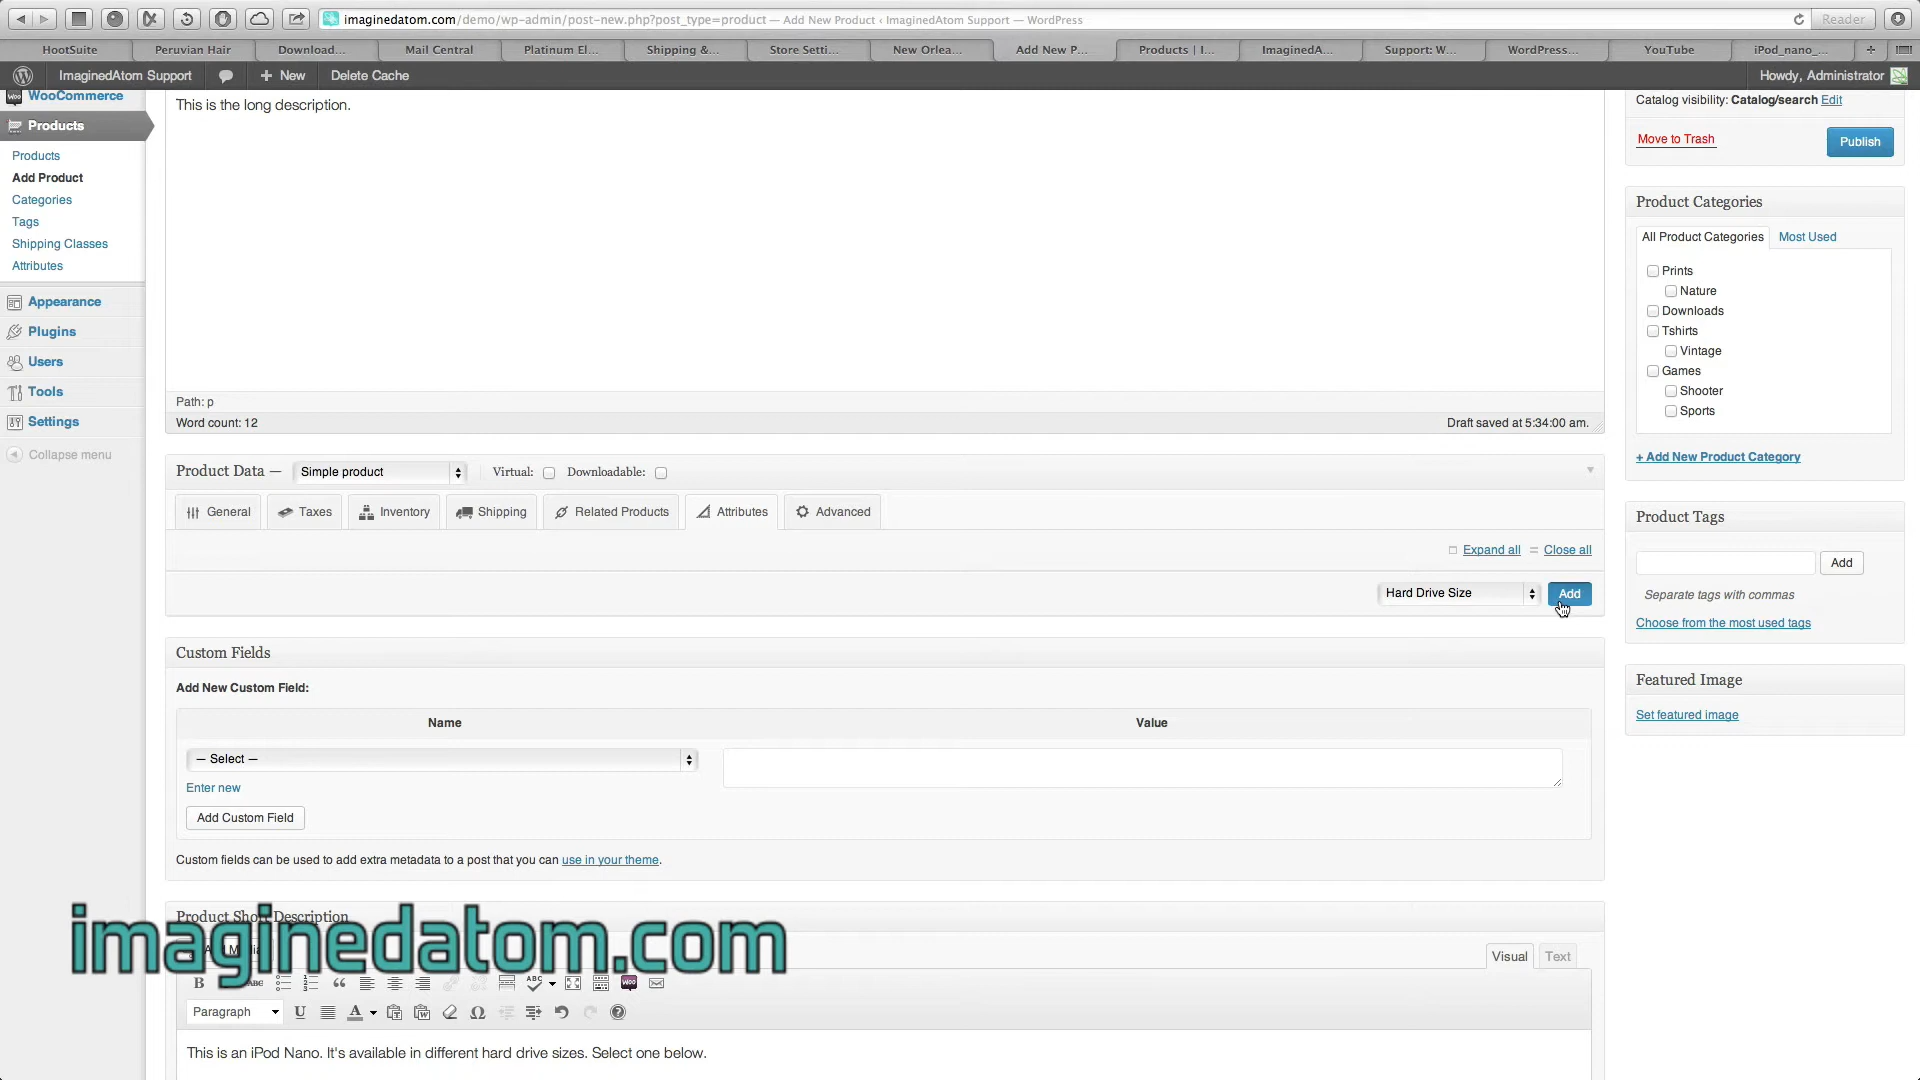 imaginedatom.com/demo/wp-admin/post-new.php?post_type=product — Add New Product ‹ ImaginedAtom Support — WordPress
Reader
HootSuite
Peruvian Hair
Download...
Mail Central
Platinum El...
Shipping &...
Store Setti...
New Orlea...
Add New P...
Products | I...
ImaginedA...
Support: W...
WordPress...
YouTube
iPod_nano_...
ImaginedAtom Support
New
Delete Cache
Howdy, Administrator
WooCommerce
Products
Products
Add Product
Categories
Tags
Shipping Classes
Attributes
Appearance
Plugins
Users
Tools
Settings
Collapse menu
This is the long description.
Path: p
Word count: 12
Draft saved at 5:34:00 am.
Product Data —
Simple product
Virtual:
Downloadable:
General
Taxes
Inventory
Shipping
Related Products
Attributes
Advanced
Expand all
Close all
Hard Drive Size
Add
Custom Fields
Add New Custom Field:
Name
Value
— Select —
Enter new
Add Custom Field
Custom fields can be used to add extra metadata to a post that you can use in your theme.
Product Short Description
imaginedatom.com
Visual
Text
Paragraph
This is an iPod Nano. It's available in different hard drive sizes. Select one below.
Catalog visibility: Catalog/search Edit
Move to Trash
Publish
Product Categories
All Product Categories
Most Used
Prints
Nature
Downloads
Tshirts
Vintage
Games
Shooter
Sports
+ Add New Product Category
Product Tags
Add
Separate tags with commas
Choose from the most used tags
Featured Image
Set featured image